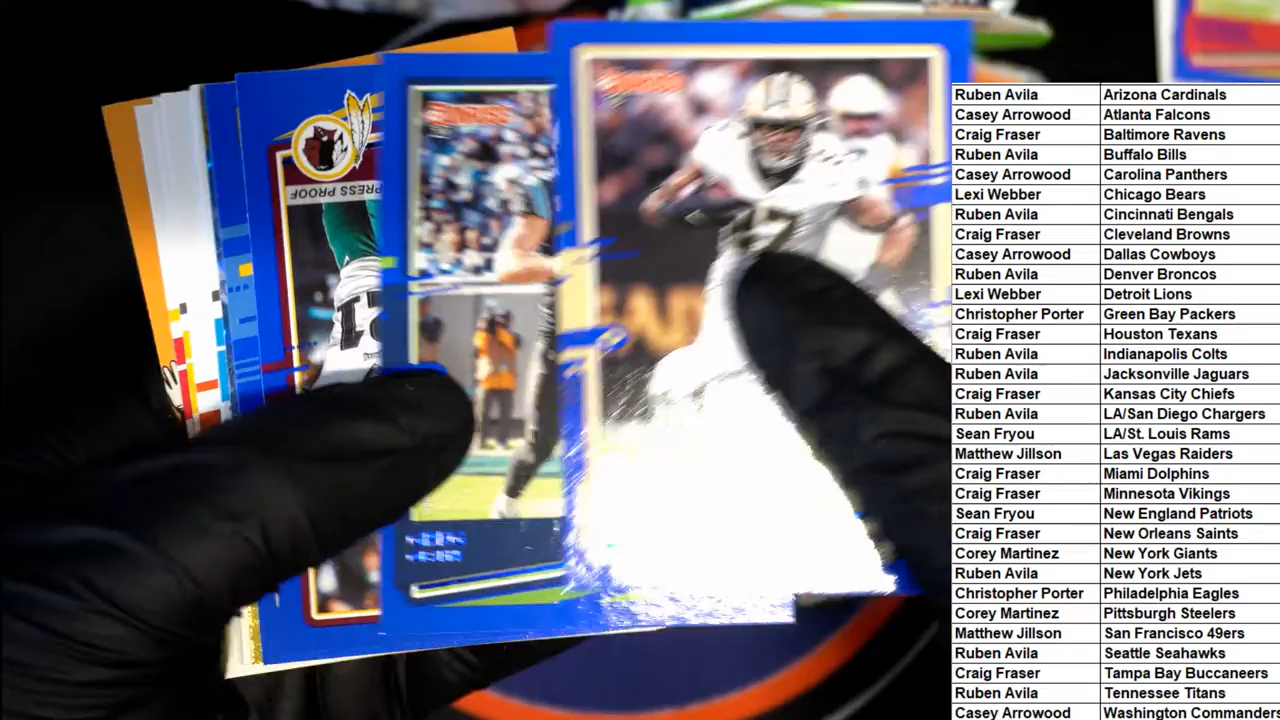 PRESS PROOF
Ruben Avila Arizona Cardinals
Casey Arrowood Atlanta Falcons
Craig Fraser Baltimore Ravens
Ruben Avila Buffalo Bills
Casey Arrowood Carolina Panthers
Lexi Webber Chicago Bears
Ruben Avila Cincinnati Bengals
Craig Fraser Cleveland Browns
Casey Arrowood Dallas Cowboys
Ruben Avila Denver Broncos
Lexi Webber Detroit Lions
Christopher Porter Green Bay Packers
Craig Fraser Houston Texans
Ruben Avila Indianapolis Colts
Ruben Avila Jacksonville Jaguars
Craig Fraser Kansas City Chiefs
Ruben Avila LA/San Diego Chargers
Sean Fryou LA/St. Louis Rams
Matthew Jillson Las Vegas Raiders
Craig Fraser Miami Dolphins
Craig Fraser Minnesota Vikings
Sean Fryou New England Patriots
Craig Fraser New Orleans Saints
Corey Martinez New York Giants
Ruben Avila New York Jets
Christopher Porter Philadelphia Eagles
Corey Martinez Pittsburgh Steelers
Matthew Jillson San Francisco 49ers
Ruben Avila Seattle Seahawks
Craig Fraser Tampa Bay Buccaneers
Ruben Avila Tennessee Titans
Casey Arrowood Washington Commanders